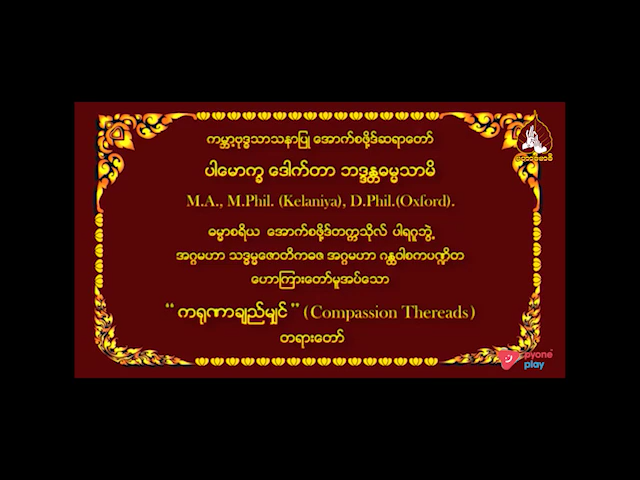 ကမ္ဘာ့ဗုဒ္ဓသာသနာပြု အောက်စဖို့ဒ်ဆရာတော်
ပါမောက္ခ ဒေါက်တာ ဘဒ္ဒန္တဓမ္မသာမိ
M.A., M.Phil. (Kelaniya), D.Phil.(Oxford).
ဓမ္မာစရိယ အောက်စဖို့ဒ်တက္ကသိုလ် ပါရဂူဘွဲ့
အဂ္ဂမဟာ သဒ္ဓမ္မဇောတိကဓဇ အဂ္ဂမဟာ ဂန္ထဝါစကပဏ္ဍိတ
ဟောကြားတော်မူအပ်သော
“ ကရုဏာချည်မျှင် ” (Compassion Thereads)
တရားတော်
pyone
play